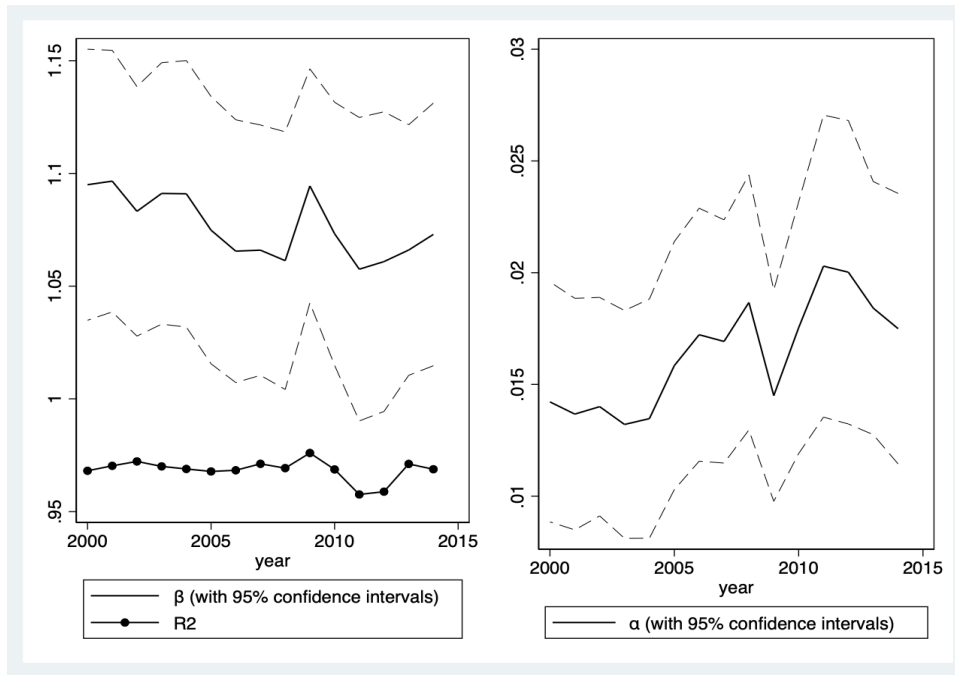 1.15
1.1
1.05
1
.95
2000 2005 2010 2015
year
β (with 95% confidence intervals)
R2
.03
.025
.02
.015
.01
2000 2005 2010 2015
year
α (with 95% confidence intervals)